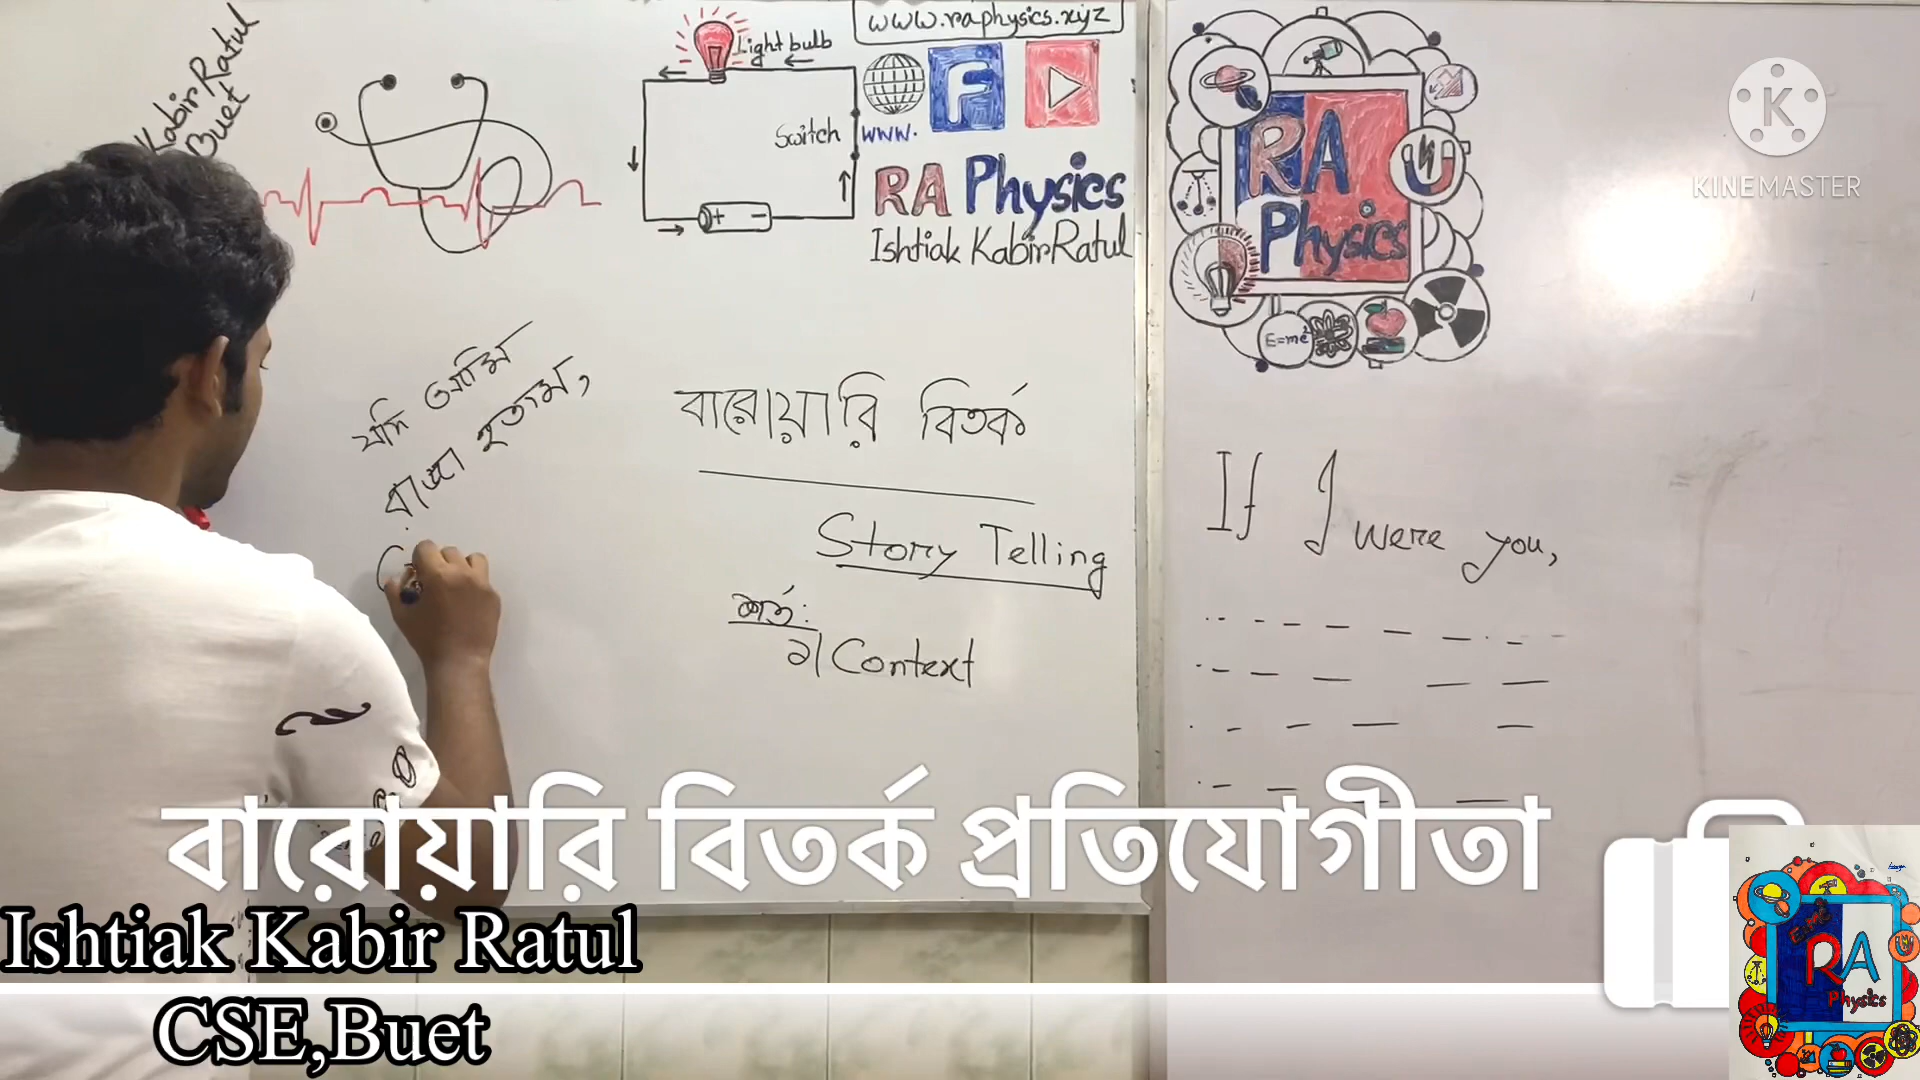 Kabir Ratul
Buet
Light bulb
Switch
+ −
www.raphysics.xyz
www.
RA Physics
Ishtiak Kabir Ratul
RA
Physics
E=mc²
KINEMASTER
যদি আমি
রাজা হতাম,
বারোয়ারি বিতর্ক
Story Telling
শর্ত:
১| Context
If I were you,
বারোয়ারি বিতর্ক প্রতিযোগীতা
Ishtiak Kabir Ratul
CSE,Buet
RA
Physics